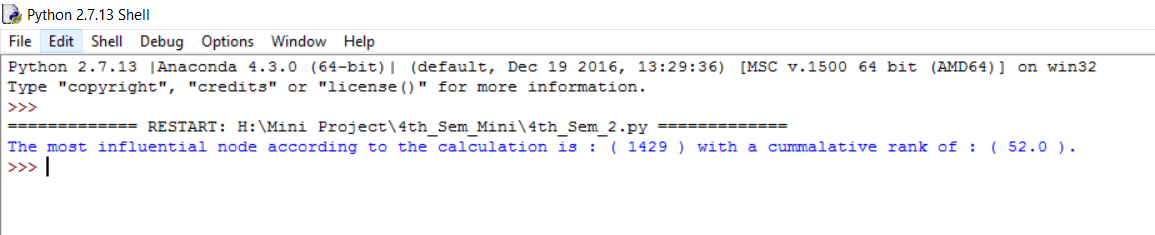 Python 2.7.13 Shell
File Edit Shell Debug Options Window Help
Python 2.7.13 |Anaconda 4.3.0 (64-bit)| (default, Dec 19 2016, 13:29:36) [MSC v.1500 64 bit (AMD64)] on win32
Type "copyright", "credits" or "license()" for more information.
>>>
============= RESTART: H:\Mini Project\4th_Sem_Mini\4th_Sem_2.py =============
The most influential node according to the calculation is : ( 1429 ) with a cummalative rank of : ( 52.0 ).
>>>